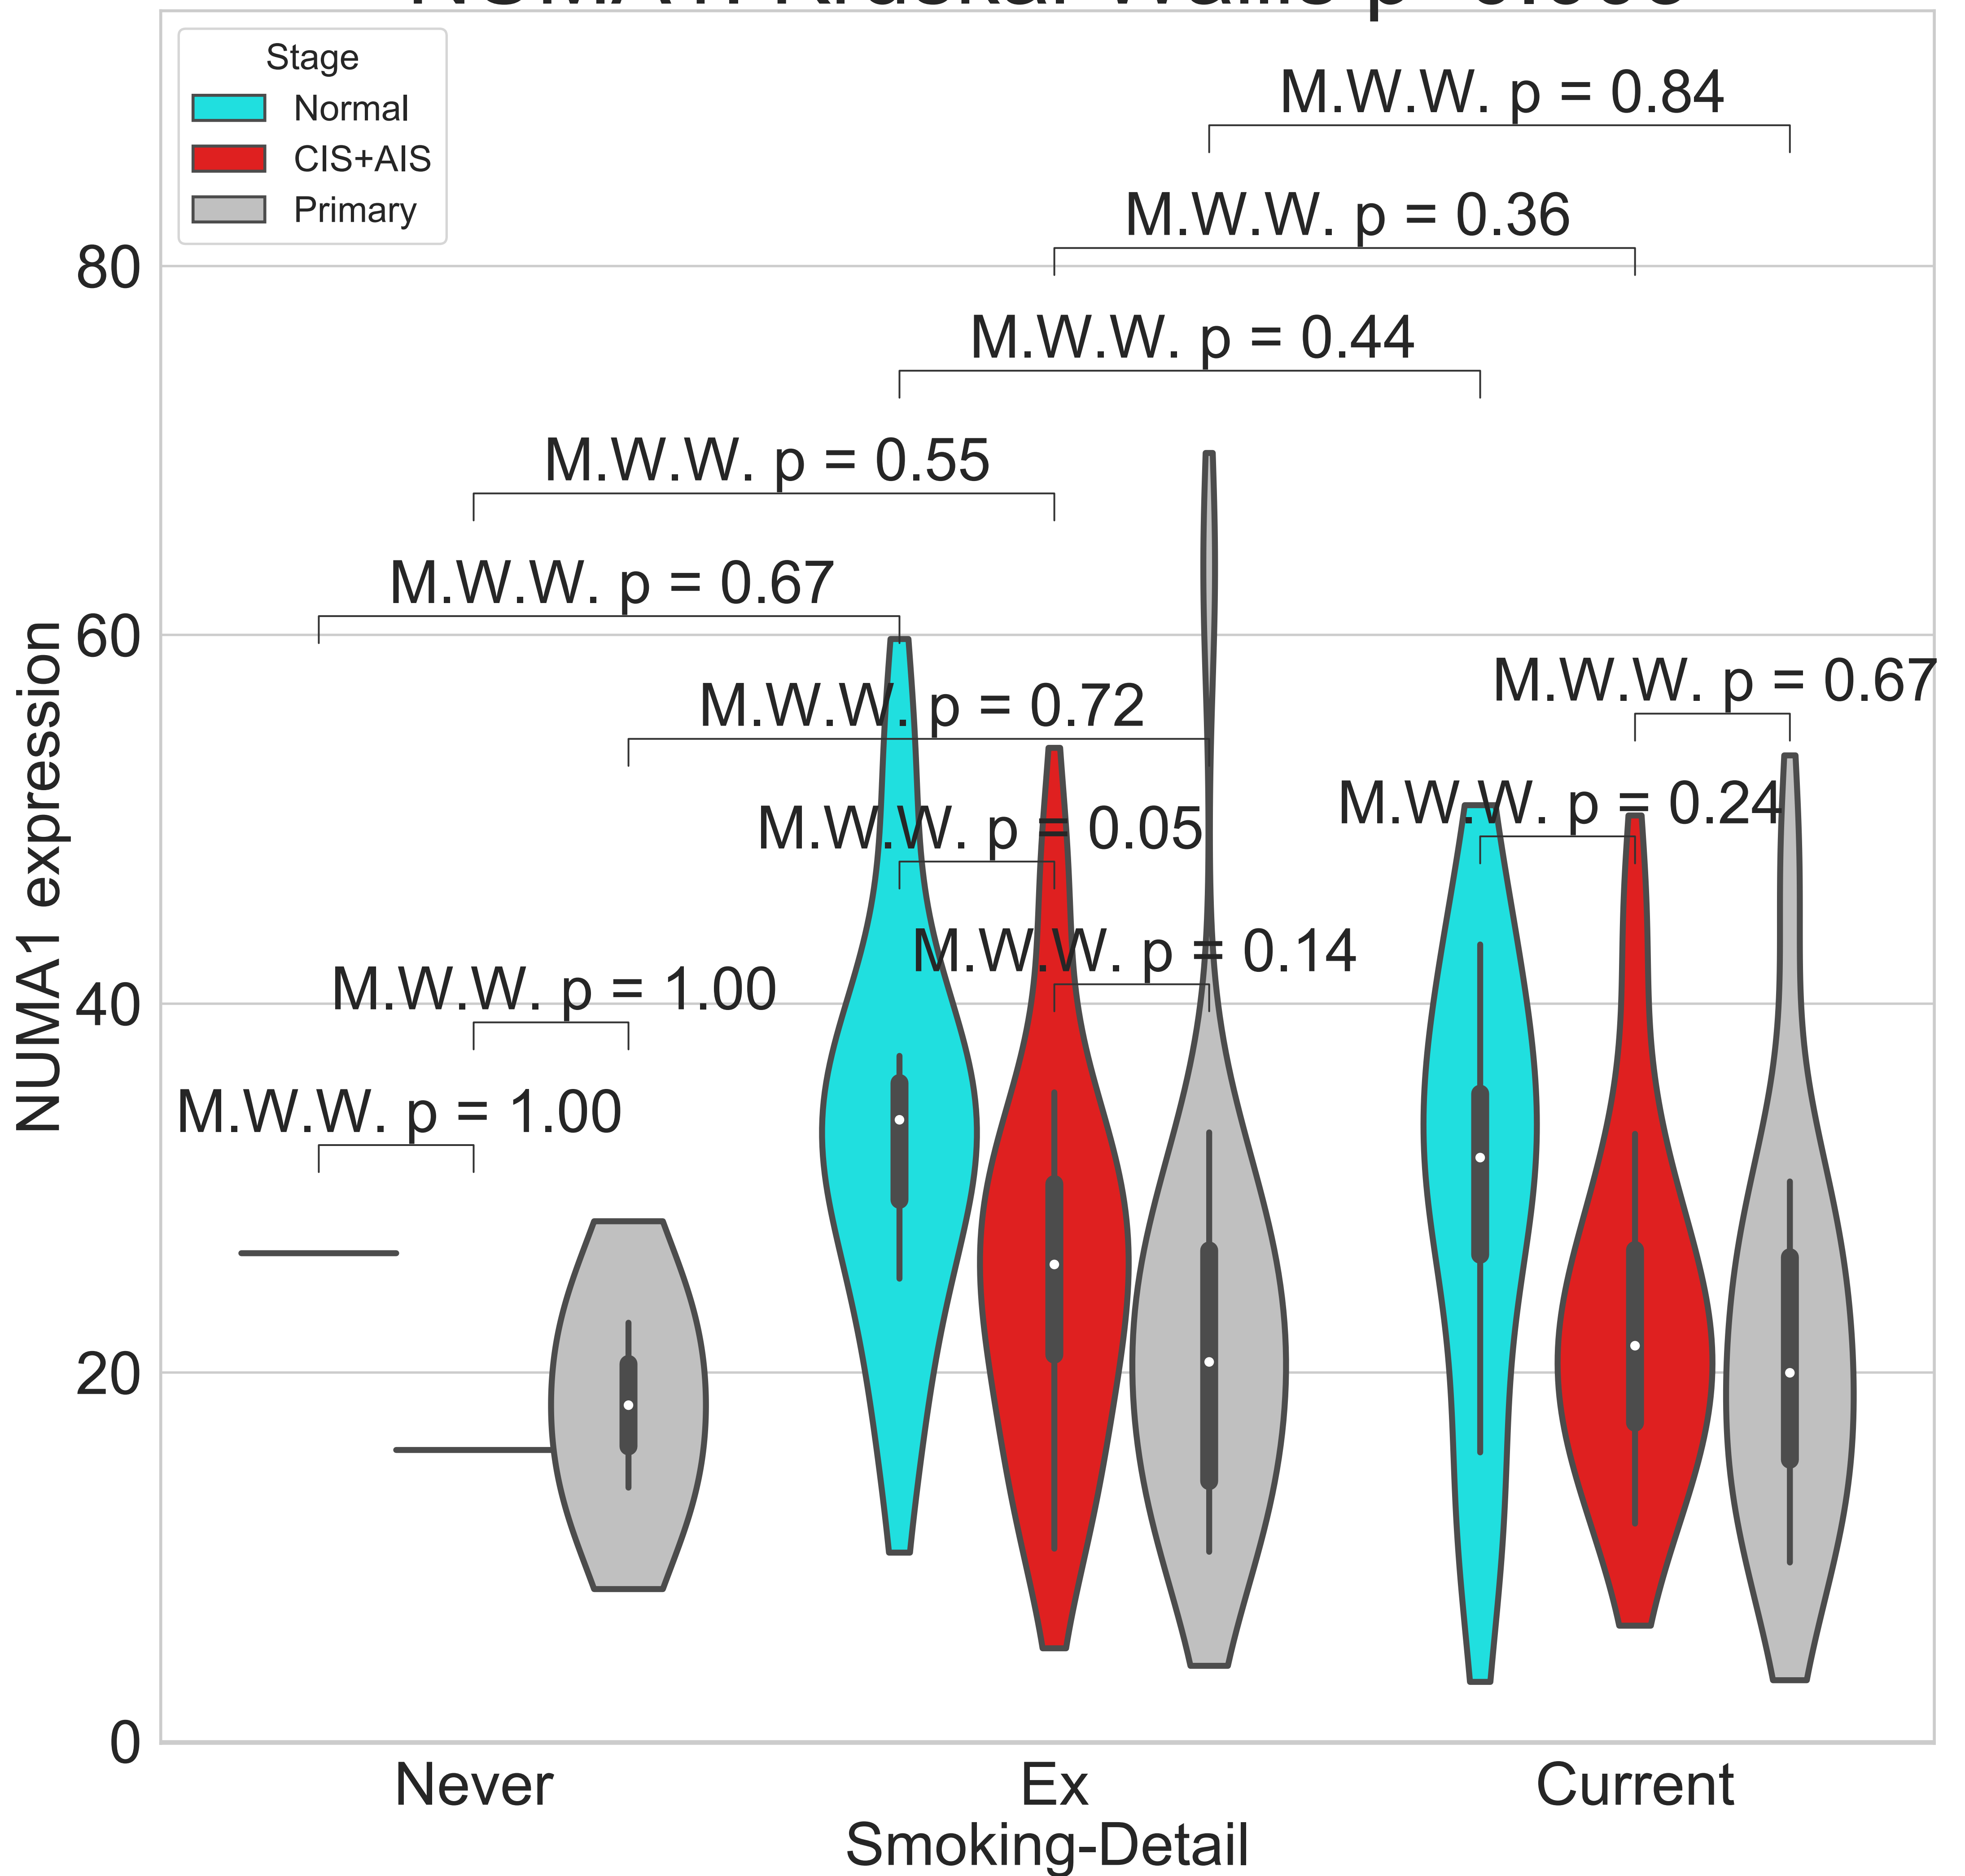 Stage
Normal
CIS+AIS
Primary
M.W.W. p = 0.84
M.W.W. p = 0.36
M.W.W. p = 0.44
M.W.W. p = 0.55
M.W.W. p = 0.67
M.W.W. p = 0.67
M.W.W. p = 0.72
M.W.W. p = 0.24
M.W.W. p = 0.05
M.W.W. p = 0.14
M.W.W. p = 1.00
M.W.W. p = 1.00
NUMA1 expression
80
60
40
20
0
Never
Ex
Current
Smoking-Detail